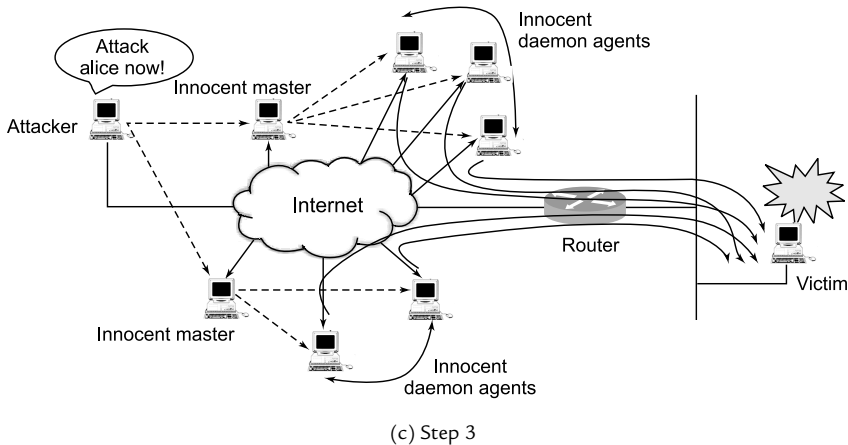 Attack
alice now!
Innocent
daemon agents
Innocent master
Attacker
Internet
Router
Victim
Innocent master
Innocent
daemon agents
(c) Step 3